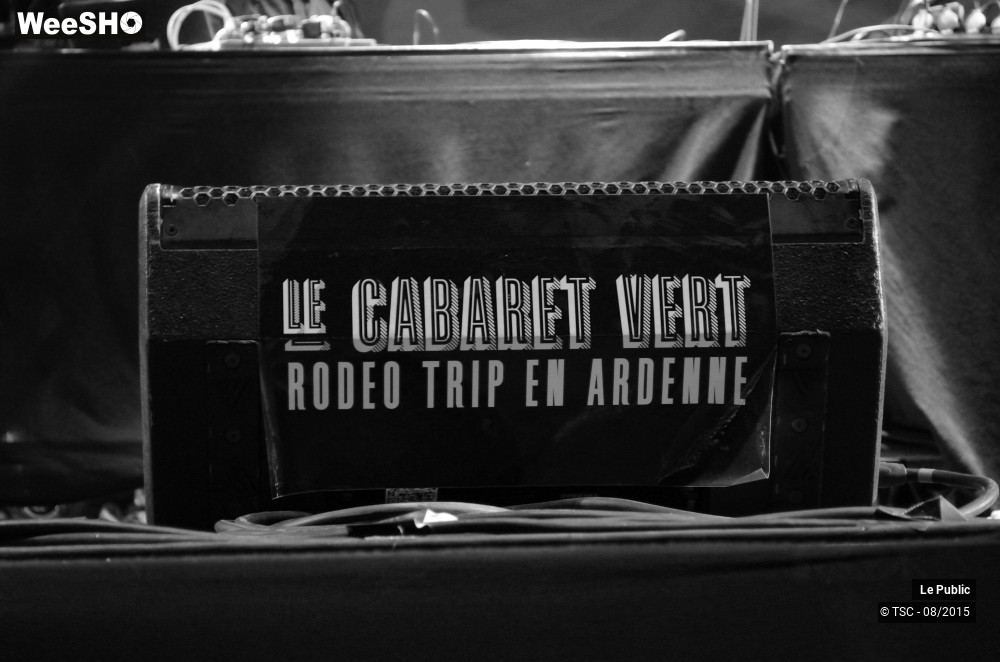 WeeSHO
LE CABARET VERT
RODEO TRIP EN ARDENNE
Le Public
© TSC - 08/2015